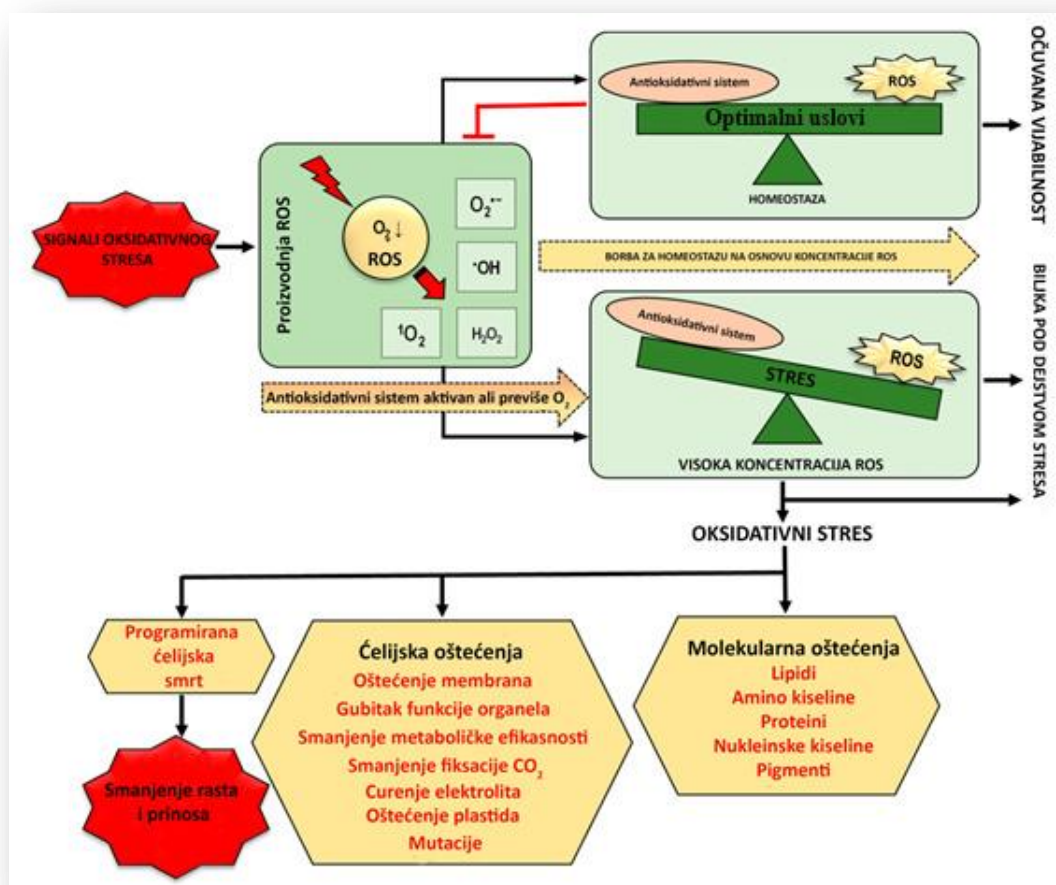 Antioksidativni sistem
ROS
Optimalni uslovi
HOMEOSTAZA
OČUVANA VIJABILNOST
SIGNALI OKSIDATIVNOG
STRESA
Proizvodnja ROS
O₂↓
ROS
O₂•−
•OH
¹O₂
H₂O₂
BORBA ZA HOMEOSTAZU NA OSNOVU KONCENTRACIJE ROS
Antioksidativni sistem aktivan ali previše O₂
Antioksidativni sistem
ROS
STRES
VISOKA KONCENTRACIJA ROS
BILJKA POD DEJSTVOM STRESA
OKSIDATIVNI STRES
Programirana
ćelijska
smrt
Smanjenje rasta
i prinosa
Ćelijska oštećenja
Oštećenje membrana
Gubitak funkcije organela
Smanjenje metaboličke efikasnosti
Smanjenje fiksacije CO₂
Curenje elektrolita
Oštećenje plastida
Mutacije
Molekularna oštećenja
Lipidi
Amino kiseline
Proteini
Nukleinske kiseline
Pigmenti